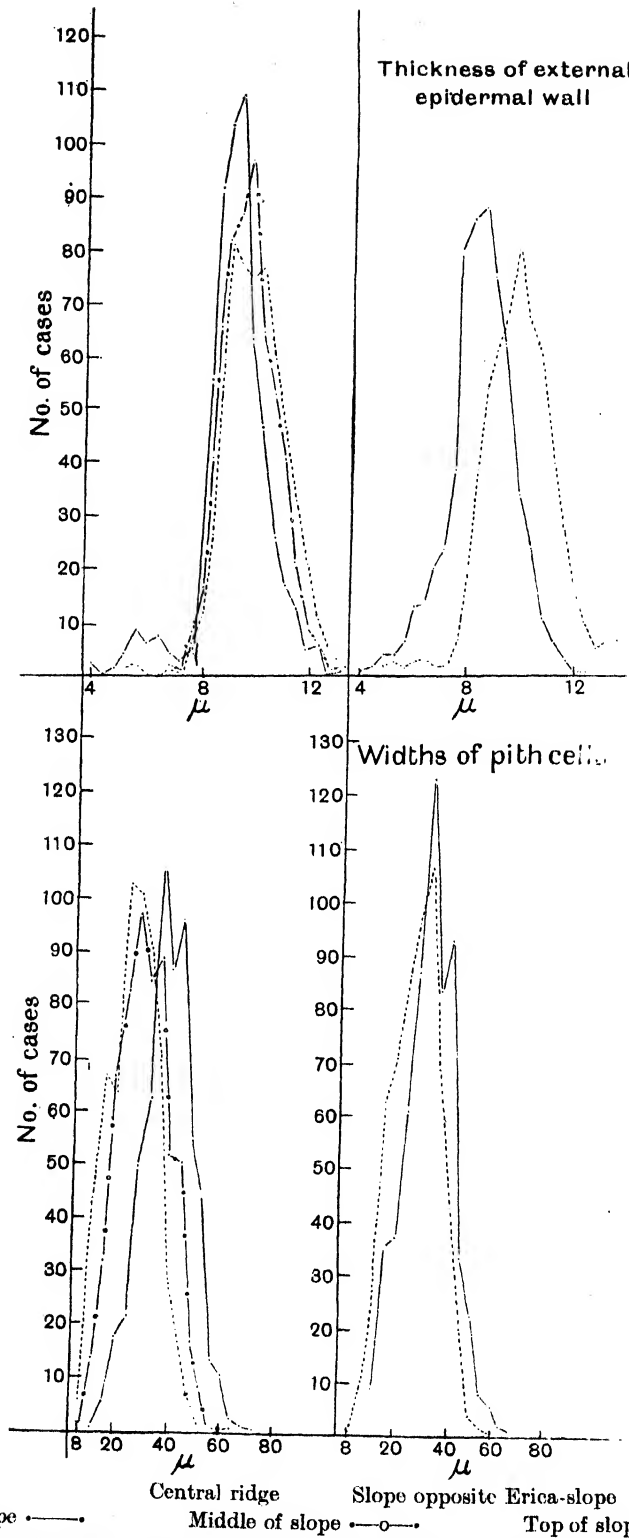 120
110
100
90
80
70
60
50
40
30
20
10
No. of cases
4 8 12
μ
Thickness of external
epidermal wall
4 8 12
μ
130
120
110
100
90
80
70
60
50
40
30
20
10
No. of cases
8 20 40 60 80
μ
130
120
110
100
90
80
70
60
50
40
30
20
10
Widths of pith
8 20 40 60 80
μ
Central ridge Slope opposite Erica-slope
Middle of slope Top of